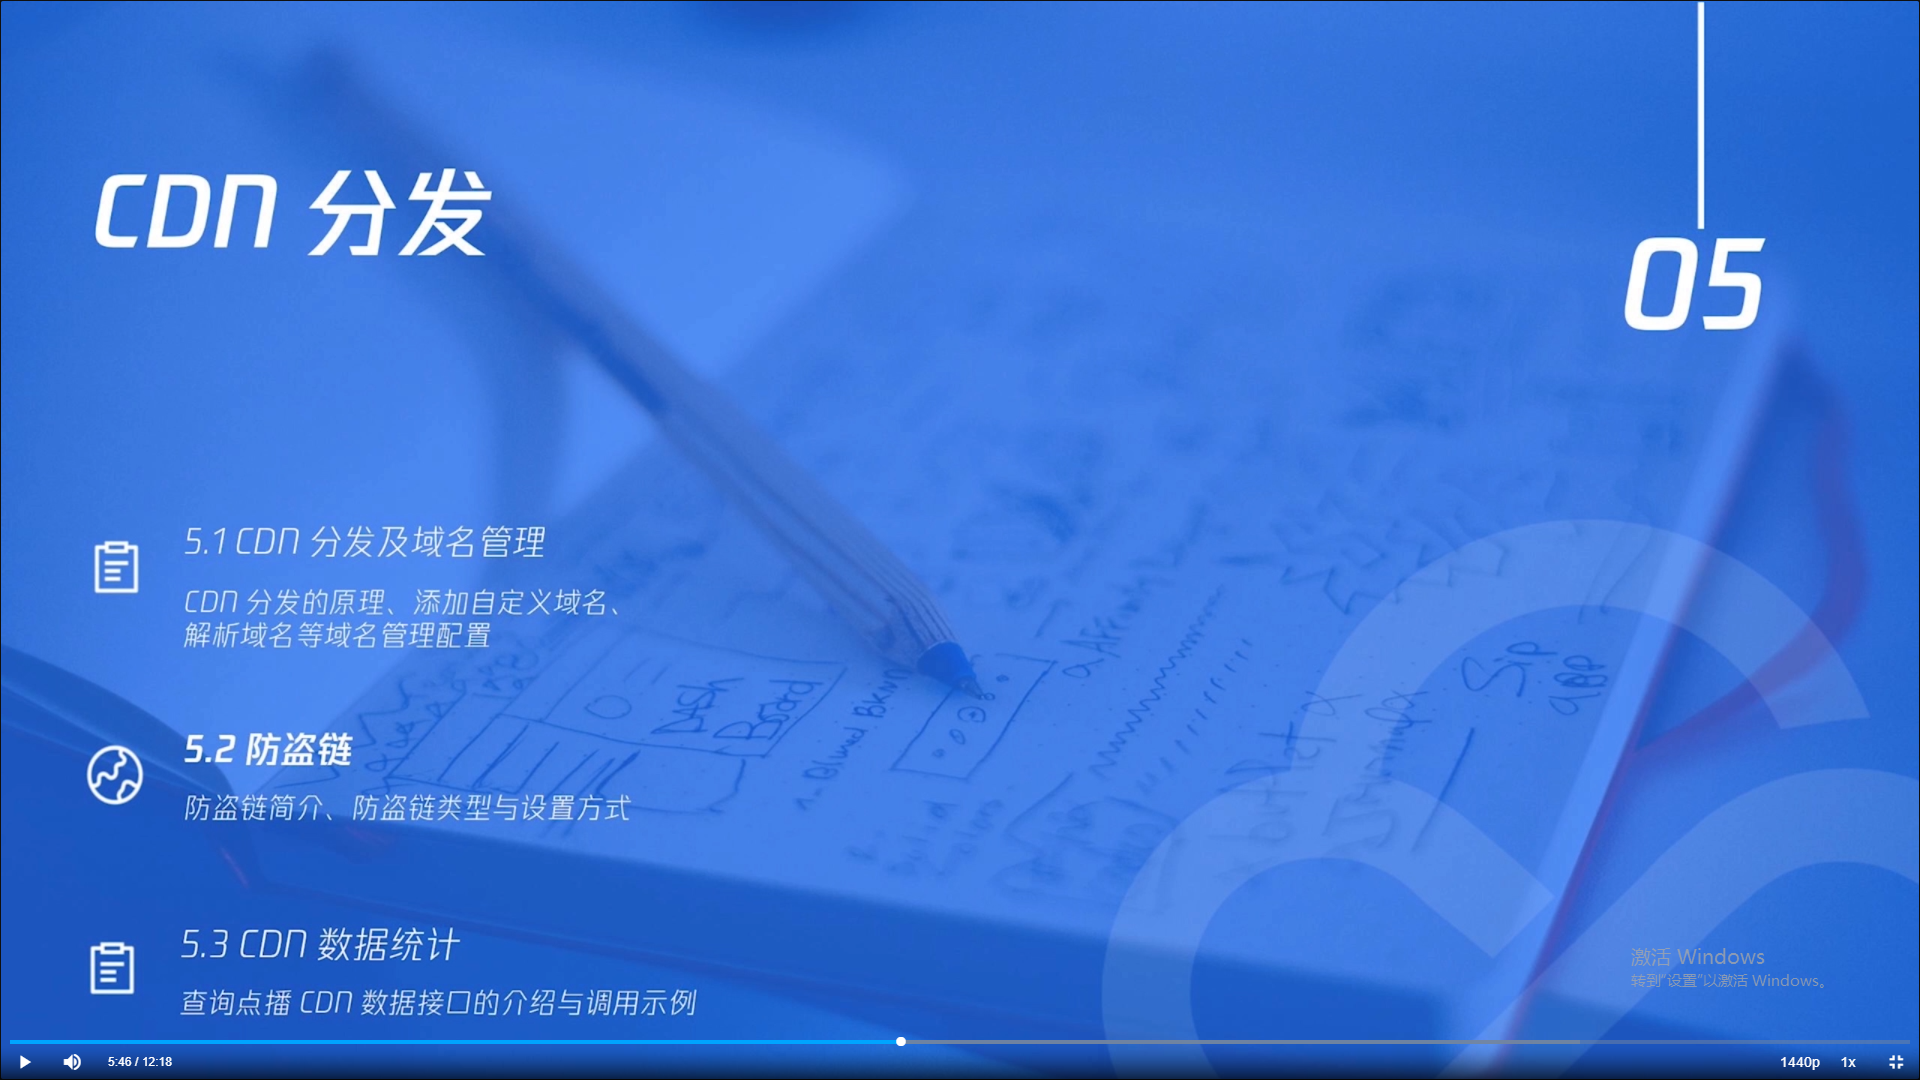 CDN 分发
05
5.1 CDN 分发及域名管理
CDN 分发的原理、添加自定义域名、
解析域名等域名管理配置
5.2 防盗链
防盗链简介、防盗链类型与设置方式
5.3 CDN 数据统计
查询点播 CDN 数据接口的介绍与调用示例
Dash
Board
Sip
app
激活 Windows
转到“设置”以激活 Windows。
5:46 / 12:18
1440p
1x